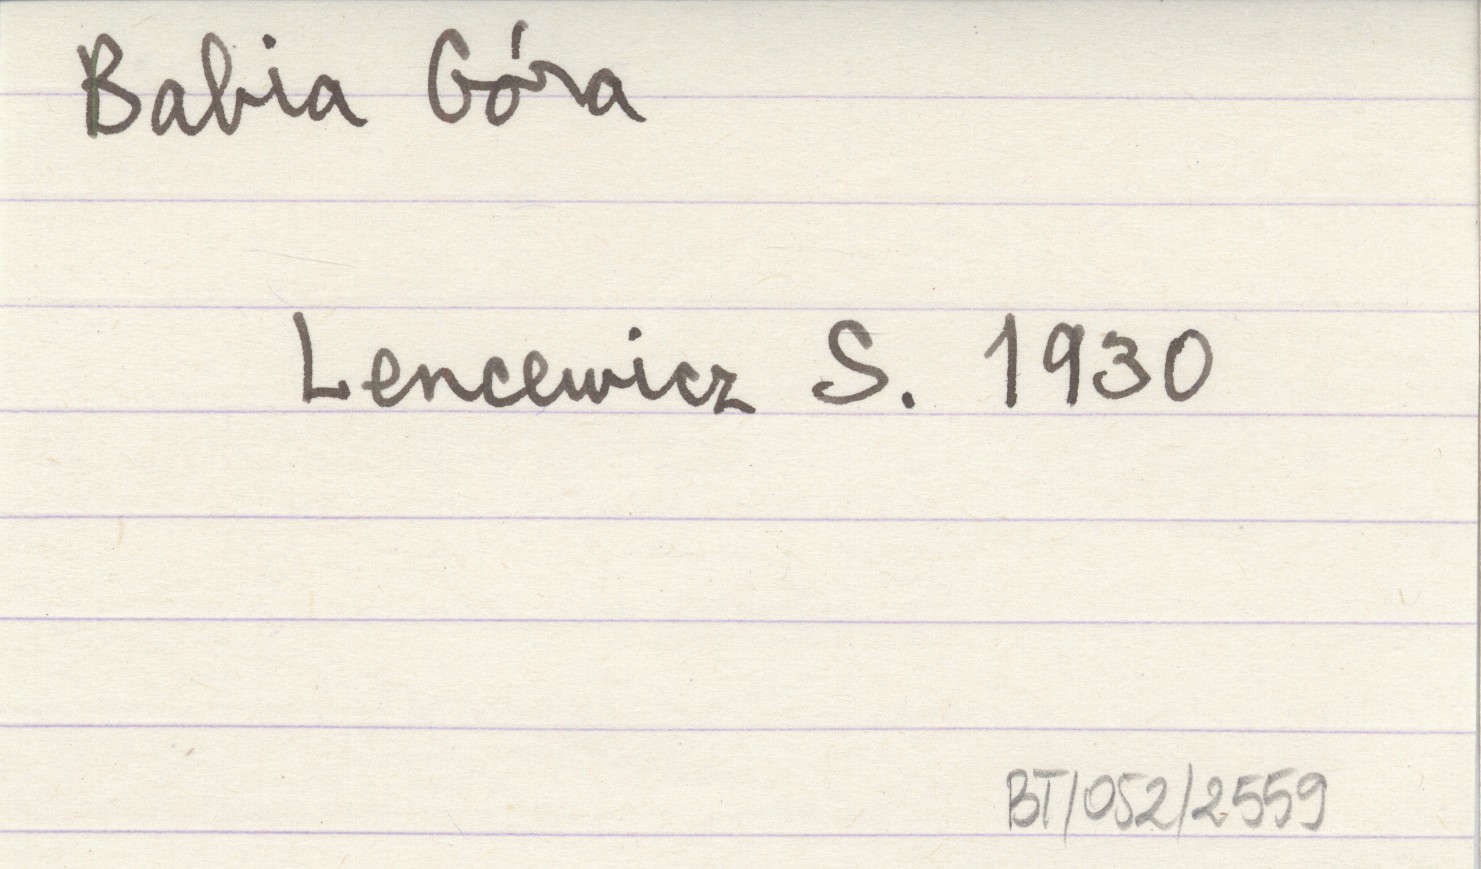 Babia Góra
Lencewicz S. 1930
BT/052/2559